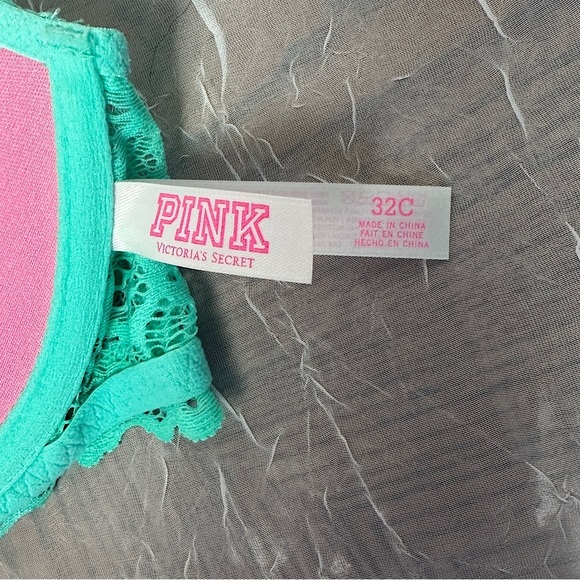 PINK
VICTORIA'S SECRET
32C
MADE IN CHINA
FAIT EN CHINE
HECHO EN CHINA